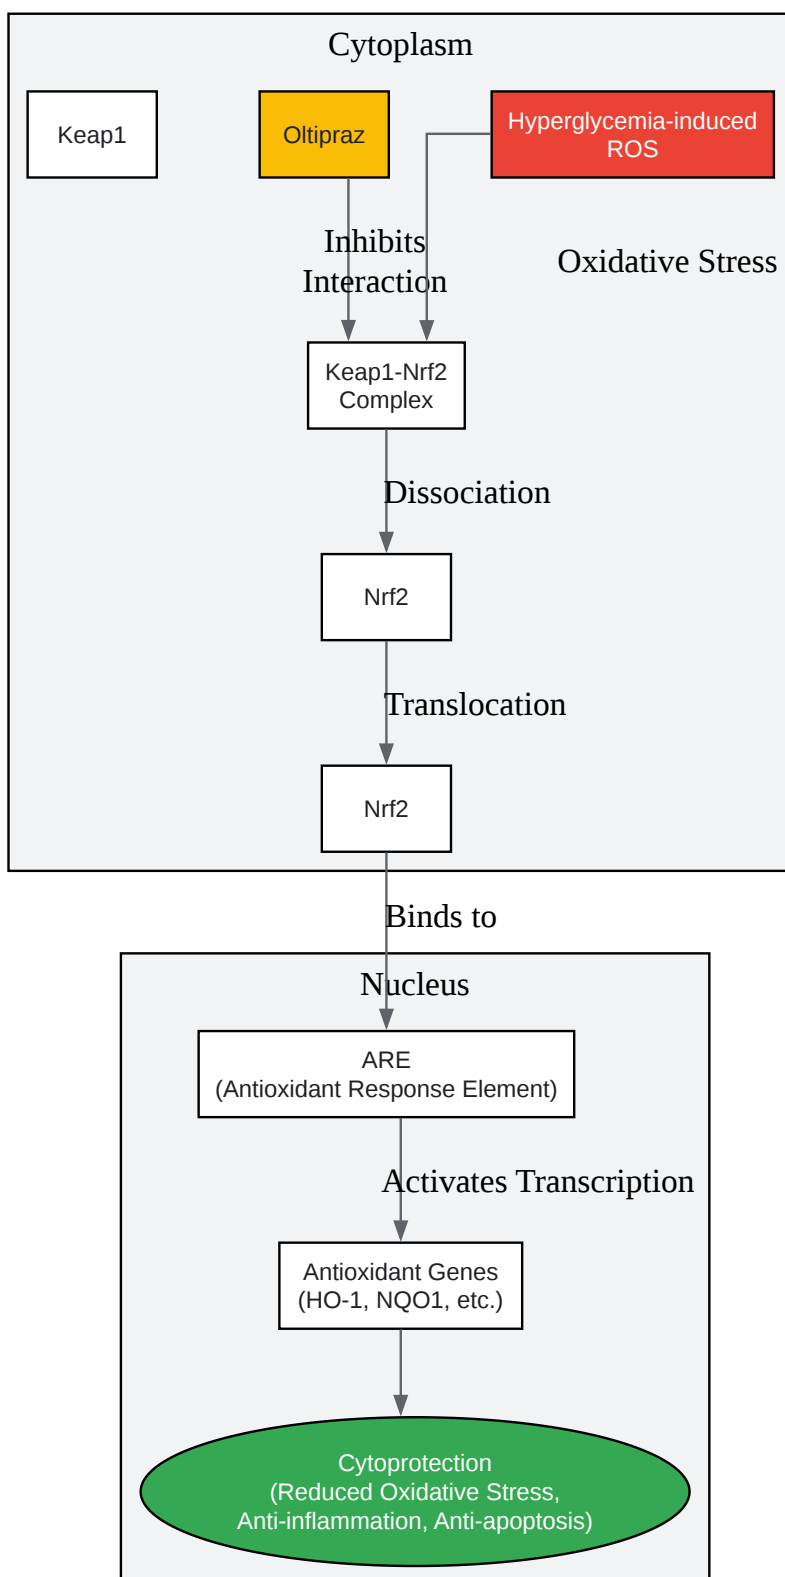 Cytoplasm
Keap1
Oltipraz
Hyperglycemia-induced
ROS
Inhibits
Interaction
Oxidative Stress
Keap1-Nrf2
Complex
Dissociation
Nrf2
Translocation
Nrf2
Binds to
Nucleus
ARE
(Antioxidant Response Element)
Activates Transcription
Antioxidant Genes
(HO-1, NQO1, etc.)
Cytoprotection
(Reduced Oxidative Stress,
Anti-inflammation, Anti-apoptosis)